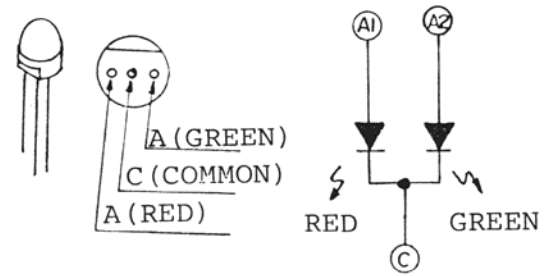 A1 A2
A(GREEN)
C(COMMON)
A(RED)
RED GREEN
C